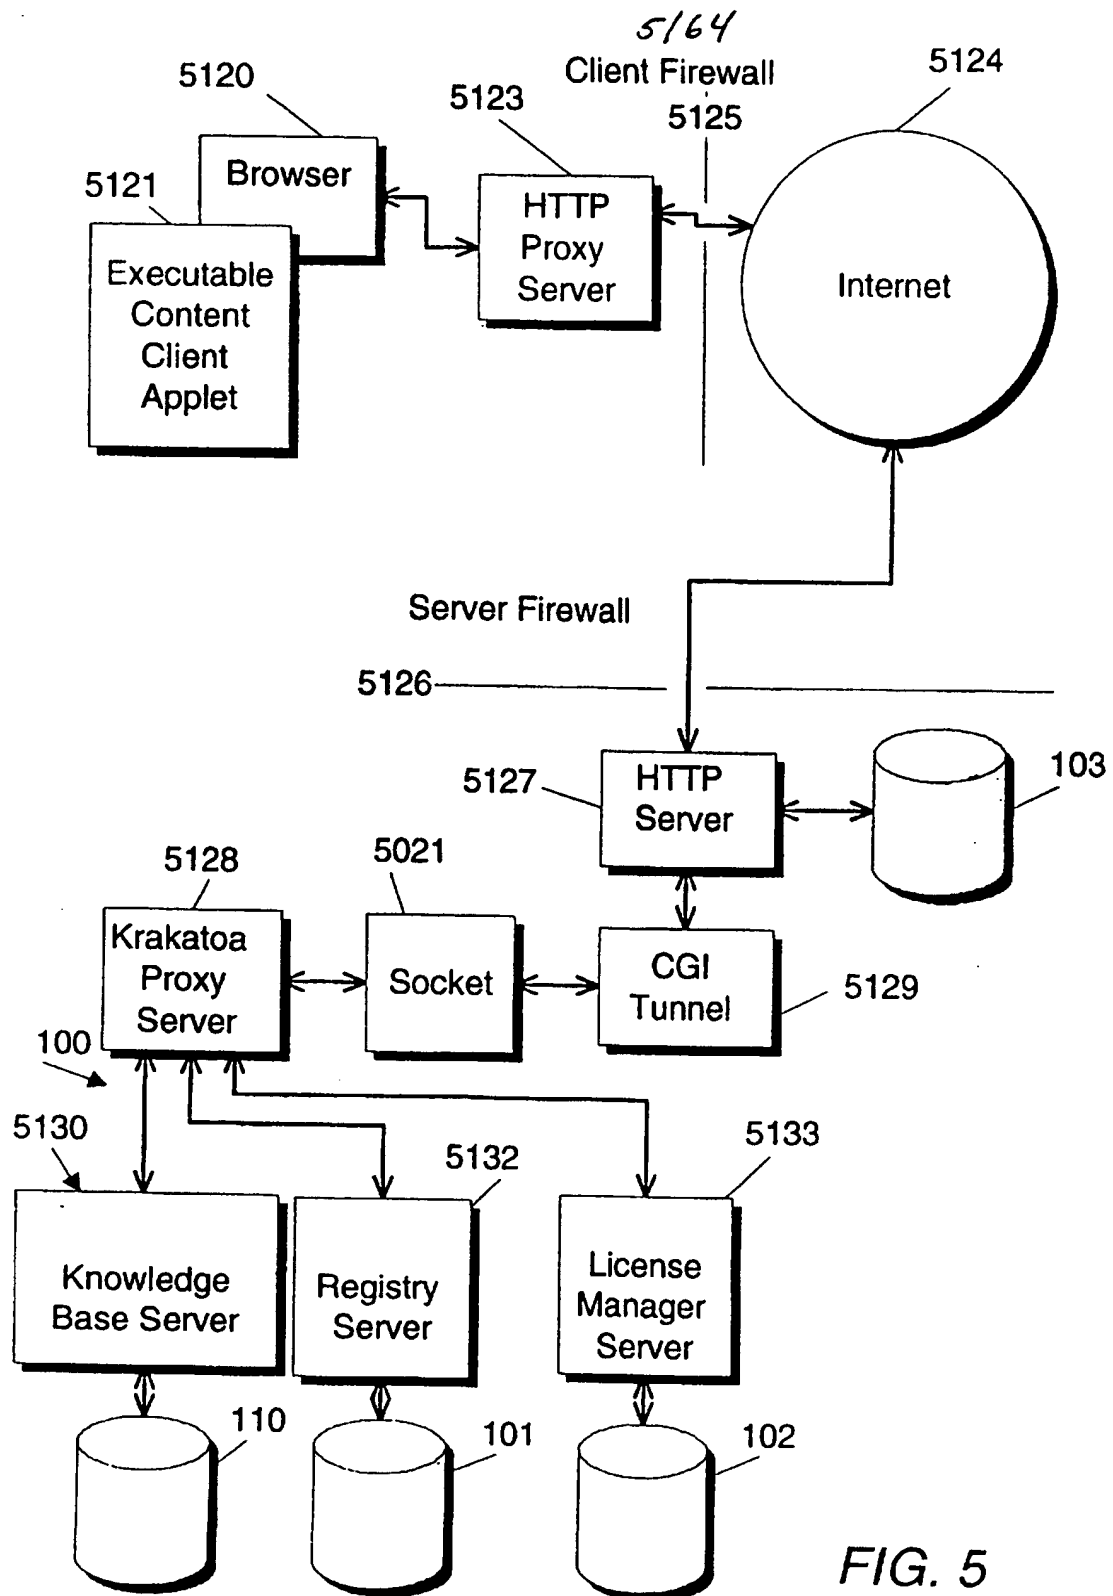 5/64
Client Firewall
5125
5120
5123
5124
5121
Browser
HTTP
Proxy
Server
Executable
Content
Client
Applet
Internet
Server Firewall
5126
5127
HTTP
Server
103
5128
5021
Krakatoa
Proxy
Server
Socket
CGI
Tunnel
5129
100
5130
5132
5133
Knowledge
Base Server
Registry
Server
License
Manager
Server
110
101
102
FIG. 5